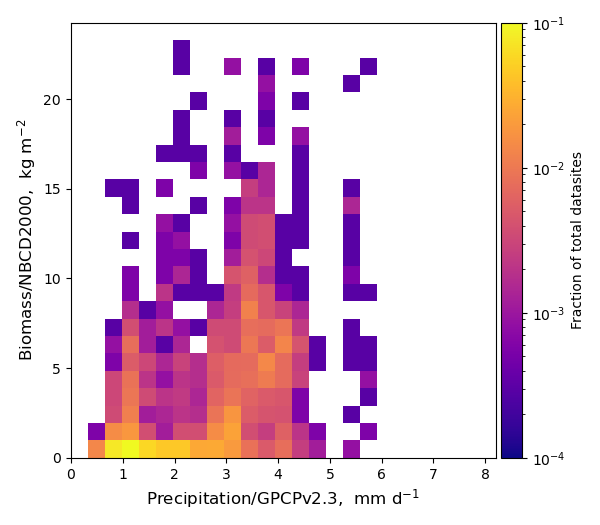 10⁻¹
20
15
10
5
0
10⁻²
10⁻³
10⁻⁴
Biomass/NBCD2000, kg m⁻²
Fraction of total datasites
0 1 2 3 4 5 6 7 8
Precipitation/GPCPv2.3, mm d⁻¹